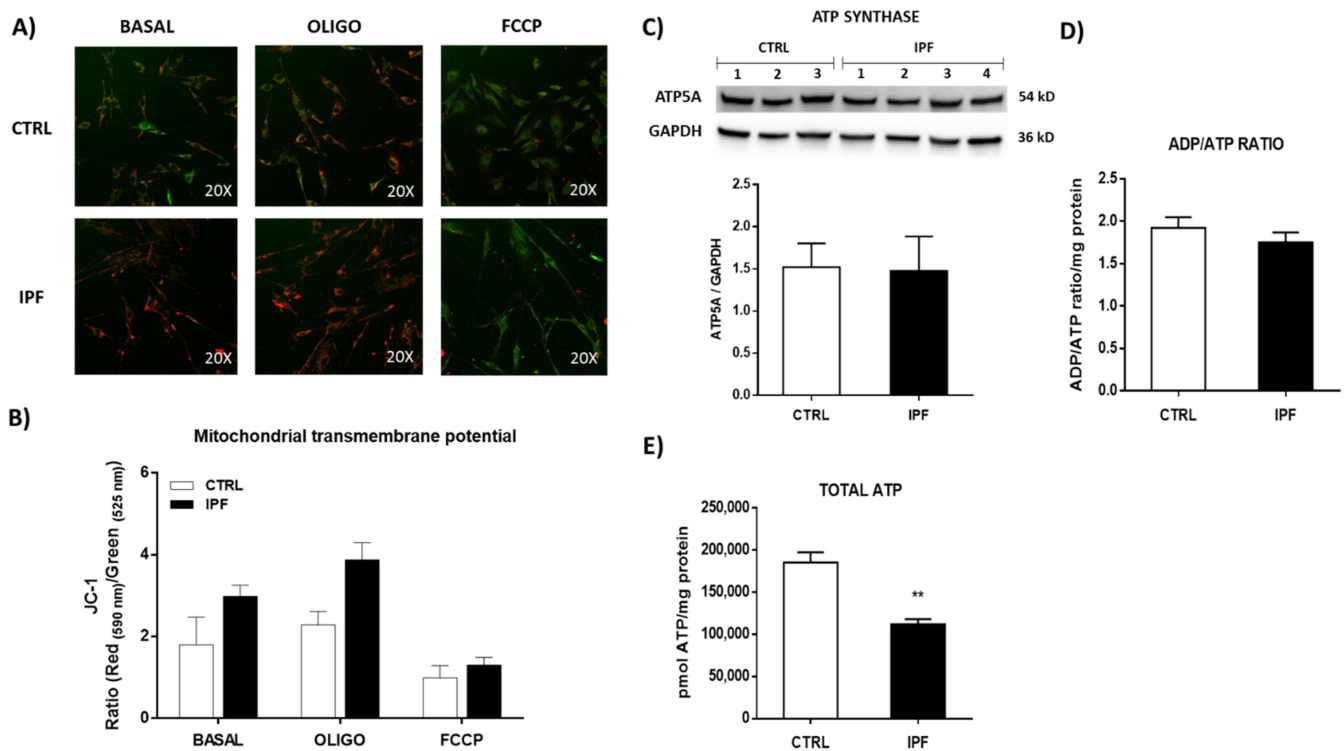 A)
BASAL OLIGO FCCP
CTRL
20X 20X 20X
IPF
20X 20X 20X
B)
Mitochondrial transmembrane potential
CTRL
IPF
JC-1
Ratio (Red (590 nm)/Green (525 nm)
6
4
2
0
BASAL OLIGO FCCP
C)
ATP SYNTHASE
CTRL IPF
1 2 3 1 2 3 4
ATP5A 54 kD
GAPDH 36 kD
ATP5A / GAPDH
2.5
2.0
1.5
1.0
0.5
0.0
CTRL IPF
D)
ADP/ATP RATIO
ADP/ATP ratio/mg protein
2.5
2.0
1.5
1.0
0.5
0.0
CTRL IPF
E)
TOTAL ATP
pmol ATP/mg protein
250,000
200,000
150,000
100,000
50,000
0
**
CTRL IPF